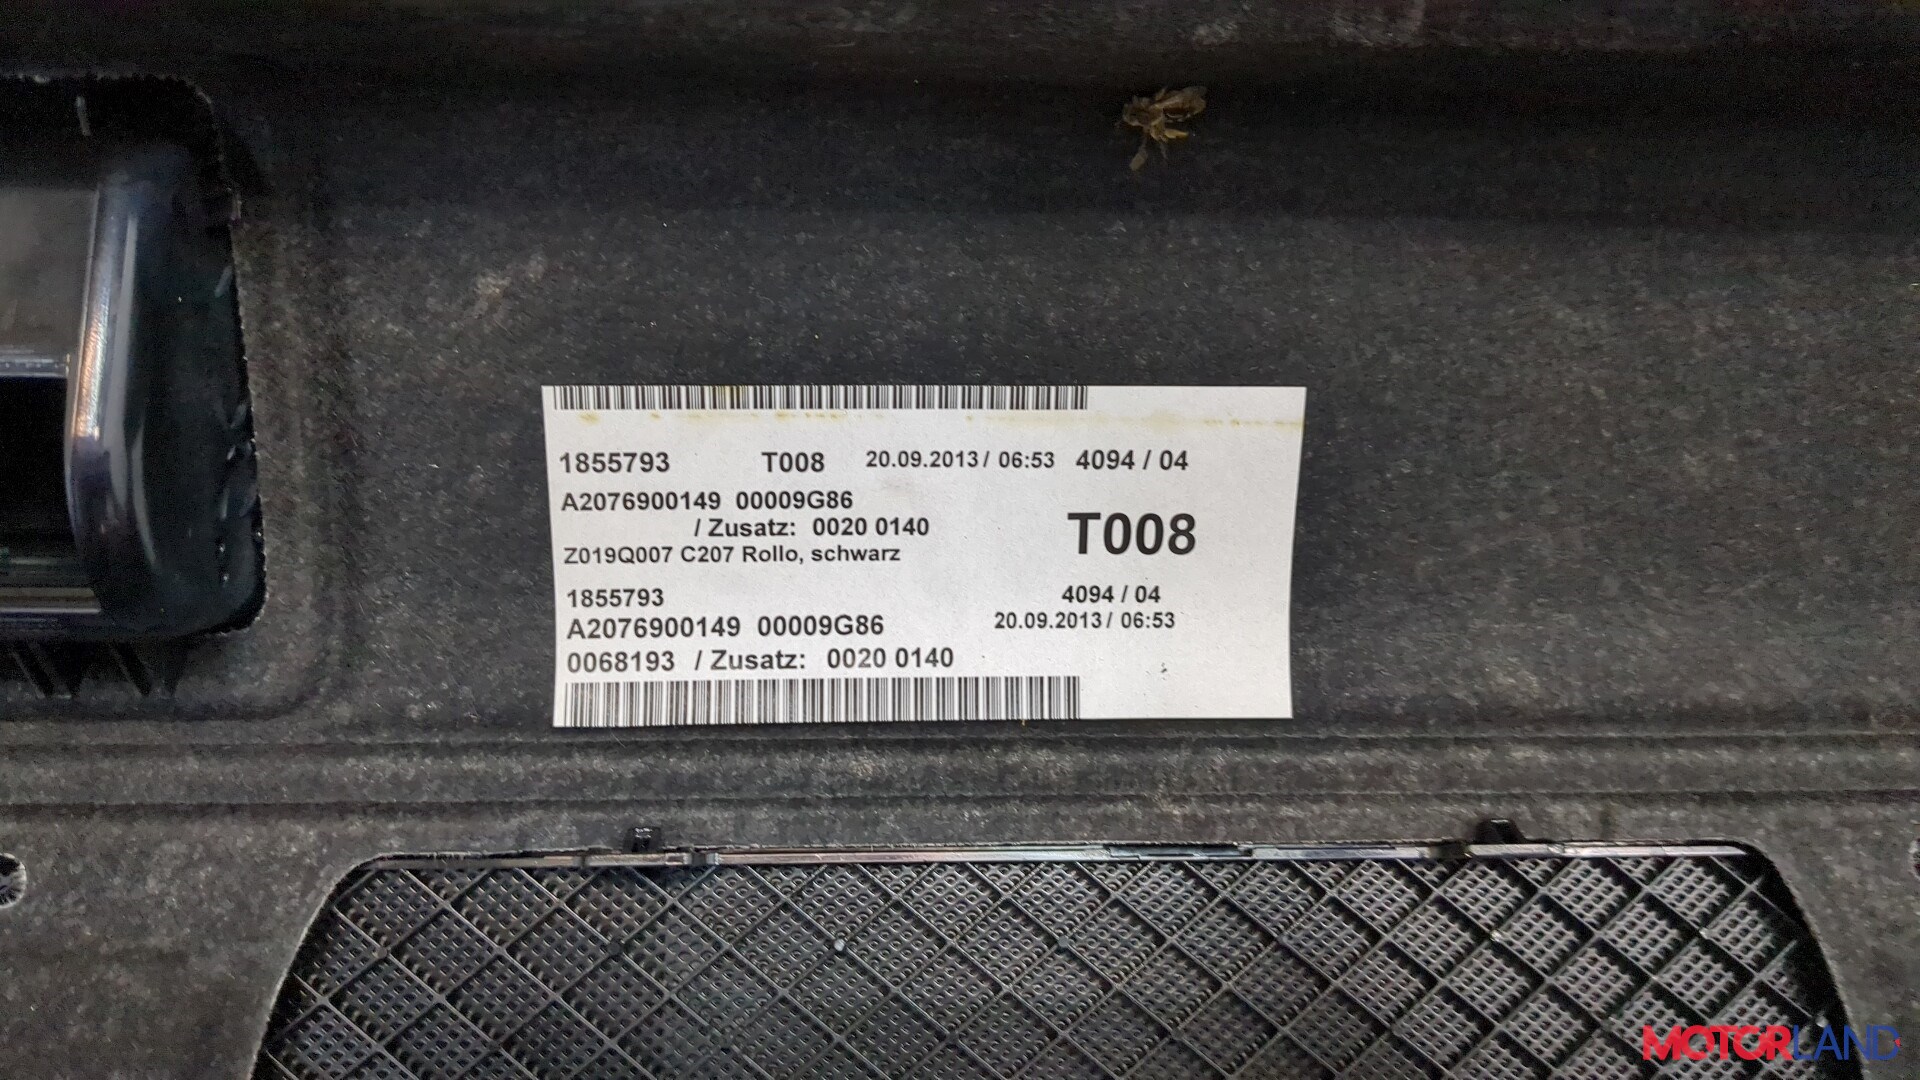 1855793 T008 20.09.2013 / 06:53 4094 / 04
A2076900149 00009G86
/ Zusatz: 0020 0140
T008
Z019Q007 C207 Rollo, schwarz
1855793 4094 / 04
A2076900149 00009G86 20.09.2013 / 06:53
0068193 / Zusatz: 0020 0140
MOTORLAND